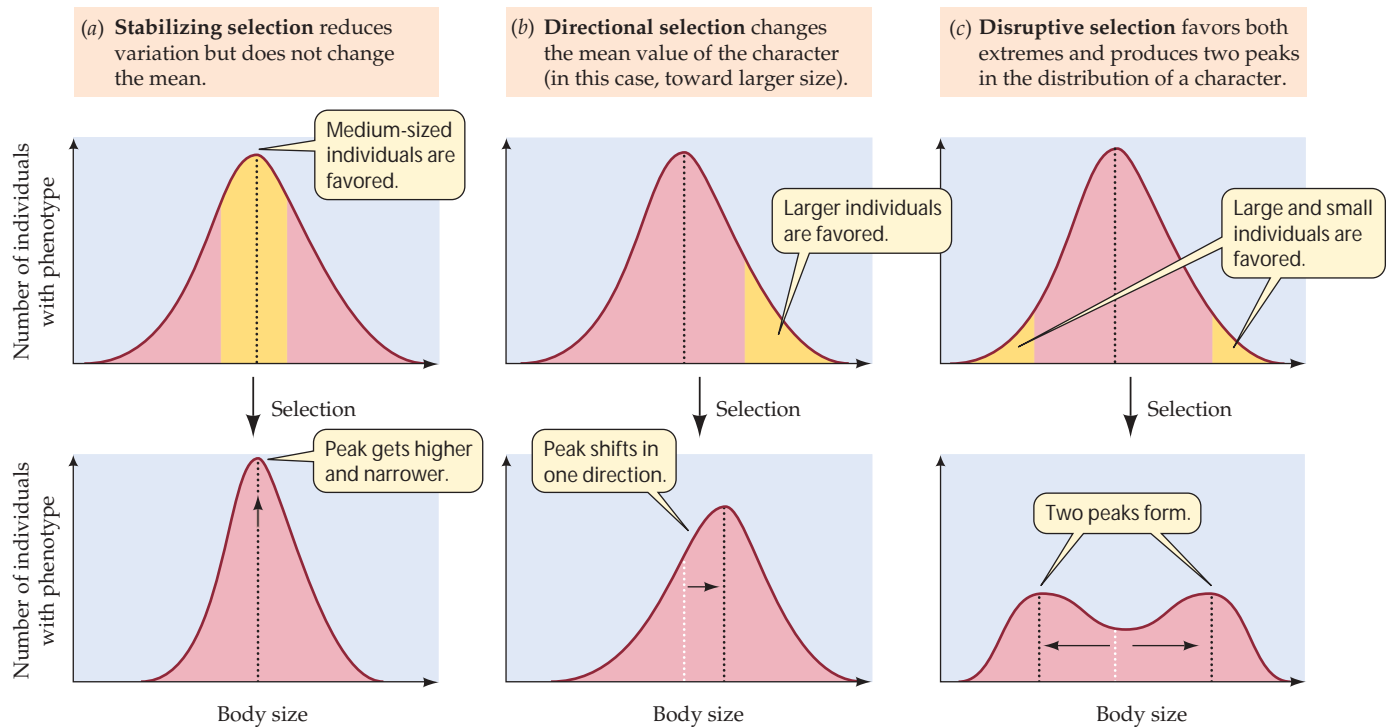 (a) Stabilizing selection reduces
variation but does not change
the mean.
(b) Directional selection changes
the mean value of the character
(in this case, toward larger size).
(c) Disruptive selection favors both
extremes and produces two peaks
in the distribution of a character.
Number of individuals
with phenotype
Medium-sized
individuals are
favored.
Larger individuals
are favored.
Large and small
individuals are
favored.
Selection
Selection
Selection
Number of individuals
with phenotype
Peak gets higher
and narrower.
Peak shifts in
one direction.
Two peaks form.
Body size
Body size
Body size